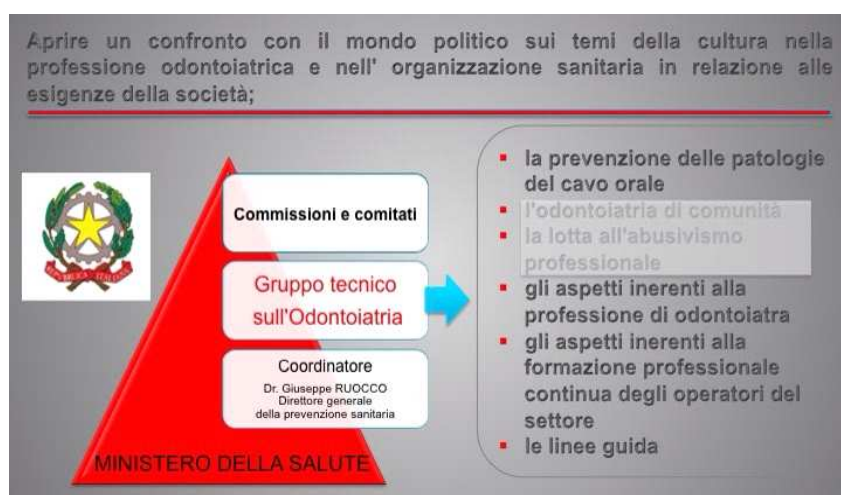 Aprire un confronto con il mondo politico sui temi della cultura nella
professione odontoiatrica e nell' organizzazione sanitaria in relazione alle
esigenze della società;
REPVBBLICA ITALIANA
Commissioni e comitati
Gruppo tecnico
sull'Odontoiatria
Coordinatore
Dr. Giuseppe RUOCCO
Direttore generale
della prevenzione sanitaria
MINISTERO DELLA SALUTE
▪ la prevenzione delle patologie
del cavo orale
▪ l'odontoiatria di comunità
▪ la lotta all'abusivismo
professionale
▪ gli aspetti inerenti alla
professione di odontoiatra
▪ gli aspetti inerenti alla
formazione professionale
continua degli operatori del
settore
▪ le linee guida